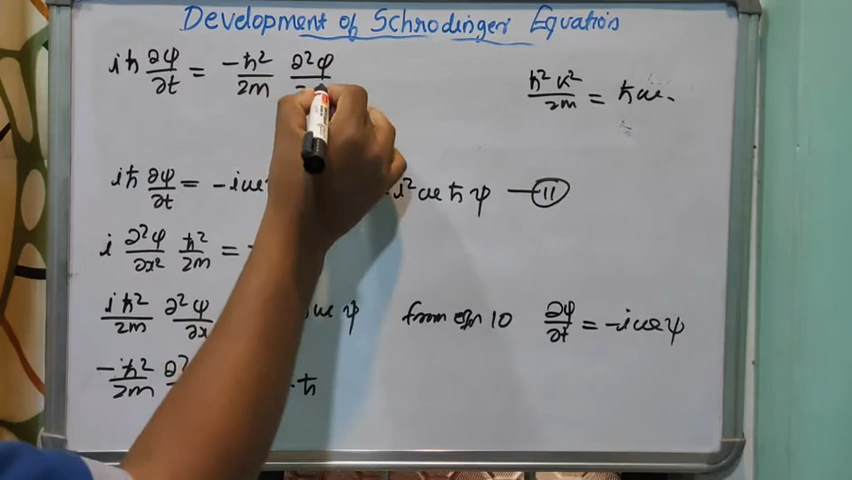 Development of Schrodinger Equation
iħ ∂ψ/∂t = -ħ²/2m ∂²ψ/
ħ²k²/2m = ħω.
iħ ∂ψ/∂t = -iω i²ωħψ — 11
i ∂²ψ/∂x² ħ²/2m =
iħ²/2m ∂²ψ/∂x ωψ from eqn 10 ∂ψ/∂t = -iωψ
-iħ²/2m ∂² -ħ